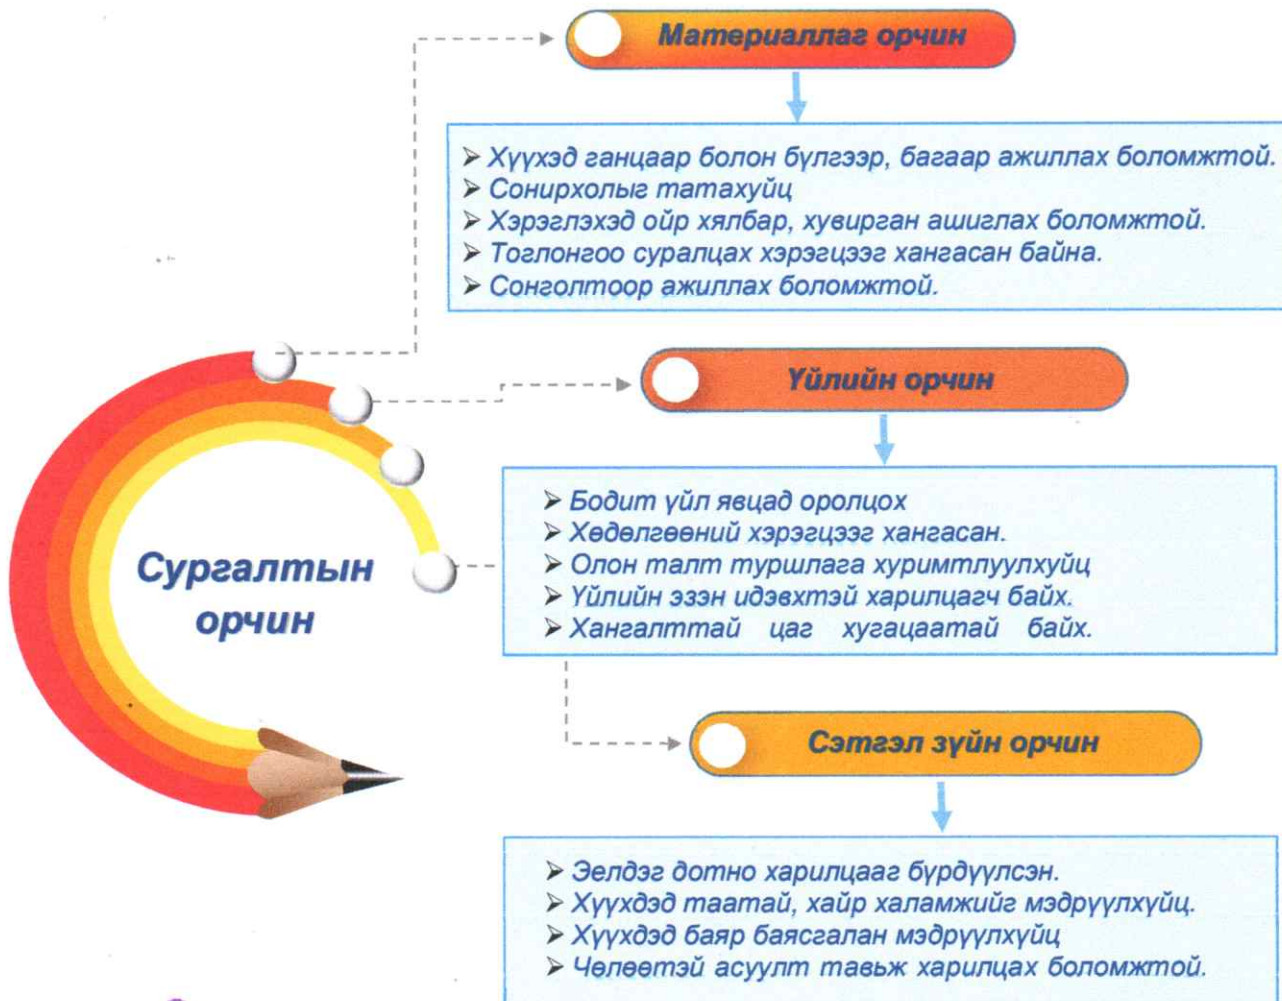 Материаллаг орчин
➢ Хүүхэд ганцаар болон бүлгээр, багаар ажиллах боломжтой.
➢ Сонирхолыг татахуйц
➢ Хэрэглэхэд ойр хялбар, хувирган ашиглах боломжтой.
➢ Тоглонгоо суралцах хэрэгцээг хангасан байна.
➢ Сонголтоор ажиллах боломжтой.
Сургалтын
орчин
Үйлийн орчин
➢ Бодит үйл явцад оролцох
➢ Хөдөлгөөний хэрэгцээг хангасан.
➢ Олон талт туршлага хуримтлуулхуйц
➢ Үйлийн эзэн идэвхтэй харилцагч байх.
➢ Хангалттай цаг хугацаатай байх.
Сэтгэл зүйн орчин
➢ Эелдэг дотно харилцааг бүрдүүлсэн.
➢ Хүүхдэд таатай, хайр халамжийг мэдрүүлхүйц.
➢ Хүүхдэд баяр баясгалан мэдрүүлхүйц
➢ Чөлөөтэй асуулт тавьж харилцах боломжтой.